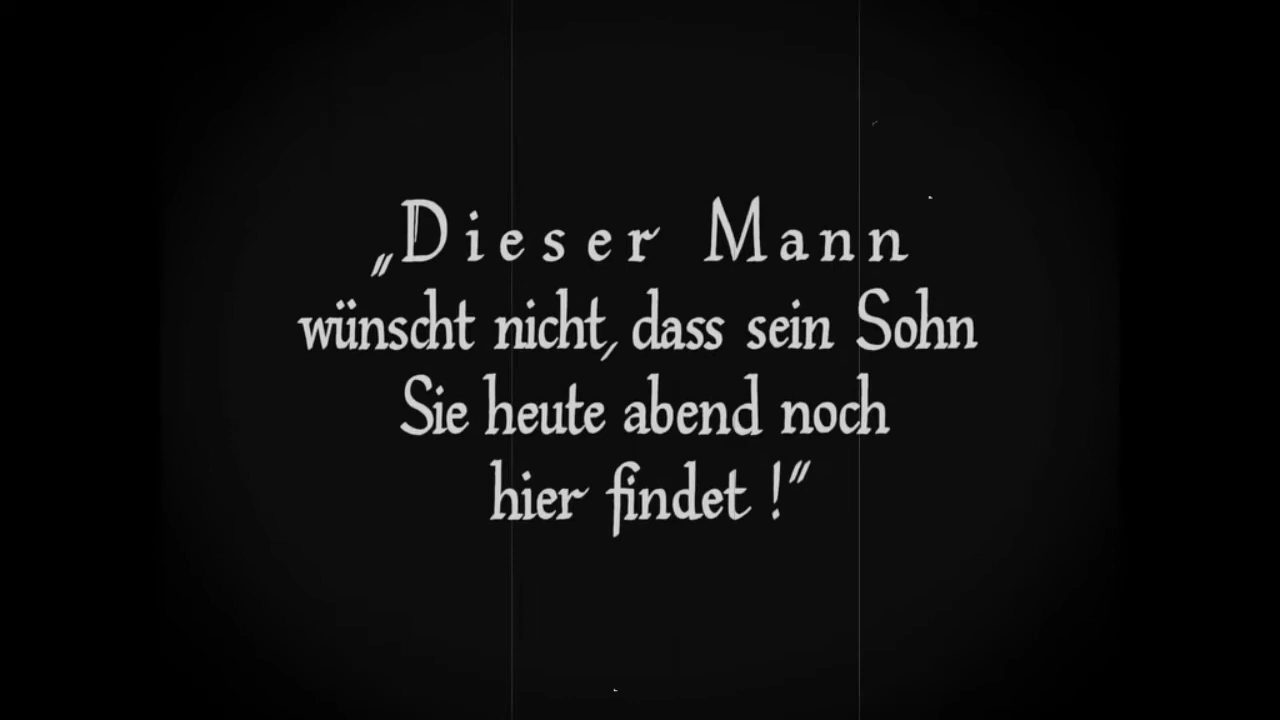 „Dieser Mann
wünscht nicht, dass sein Sohn
Sie heute abend noch
hier findet !“